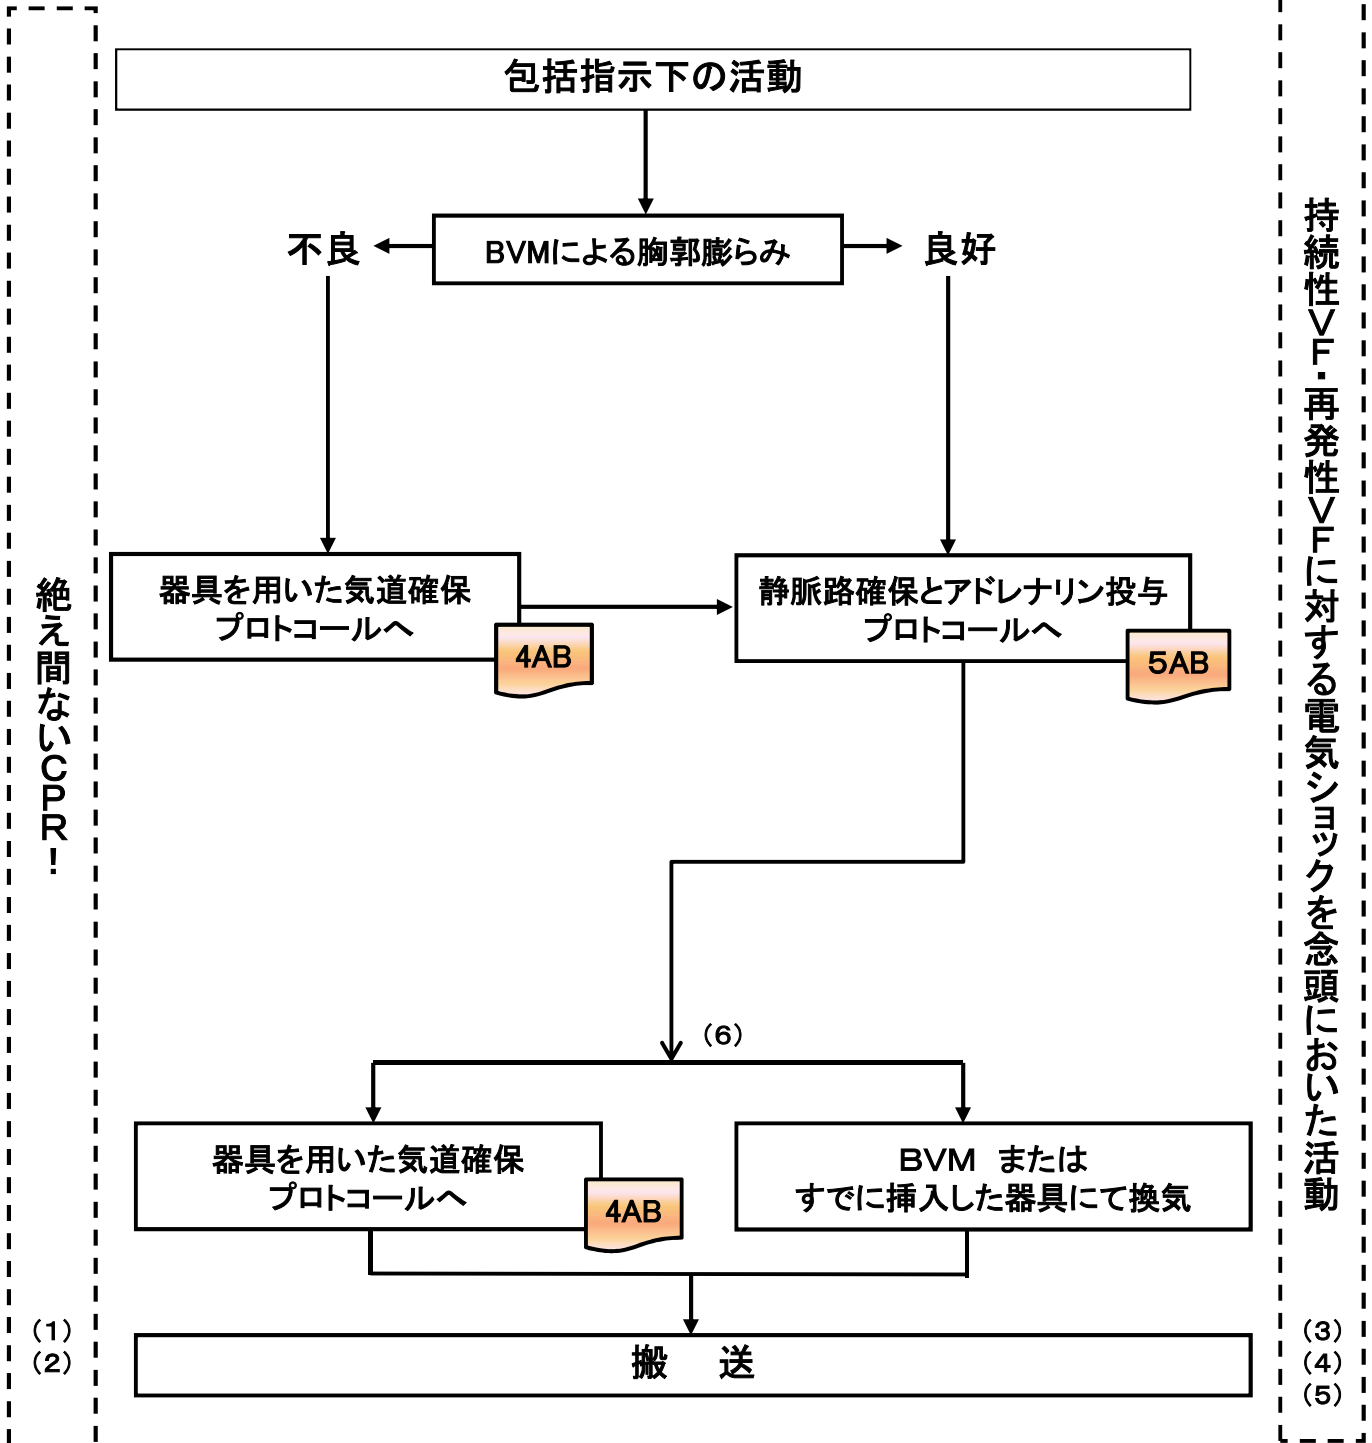 包括指示下の活動
不良
BVMによる胸郭膨らみ
良好
器具を用いた気道確保
プロトコールへ
4AB
静脈路確保とアドレナリン投与
プロトコールへ
5AB
（6）
器具を用いた気道確保
プロトコールへ
4AB
BVM　または
すでに挿入した器具にて換気
搬　送
絶え間ないCPR！
（1）
（2）
持続性VF・再発性VFに対する電気ショックを念頭においた活動
（3）
（4）
（5）